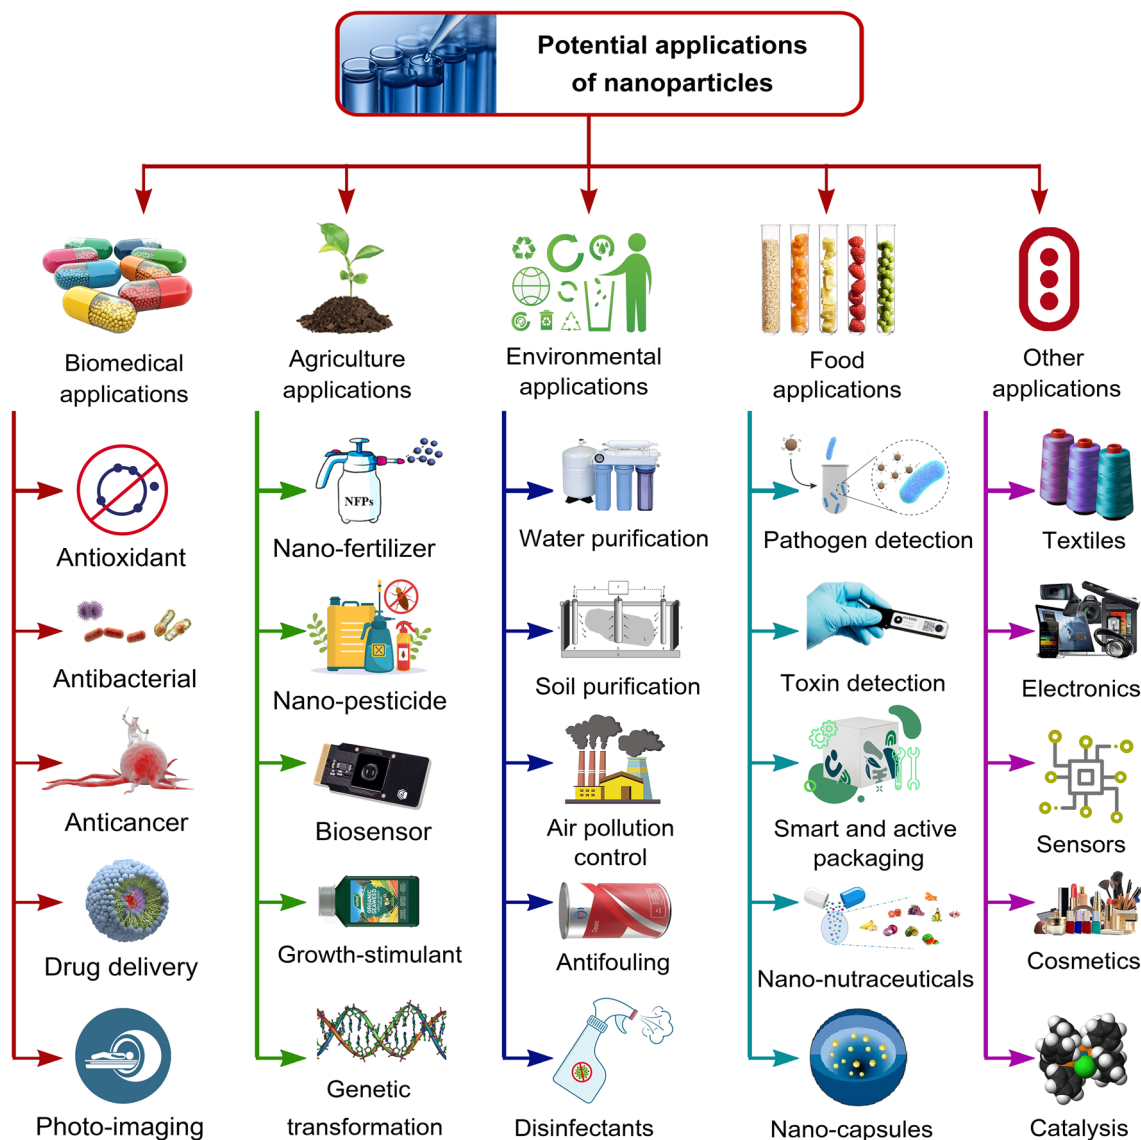 Potential applications
of nanoparticles
Biomedical
applications
Antioxidant
Antibacterial
Anticancer
Drug delivery
Photo-imaging
Agriculture
applications
NFPs
Nano-fertilizer
Nano-pesticide
Biosensor
ORGANIC
SEAWEED
Growth-stimulant
Genetic
transformation
Environmental
applications
Water purification
Soil purification
Air pollution
control
Antifouling
Disinfectants
Food
applications
Pathogen detection
Toxin detection
Smart and active
packaging
Nano-nutraceuticals
Nano-capsules
Other
applications
Textiles
Electronics
Sensors
Cosmetics
Catalysis